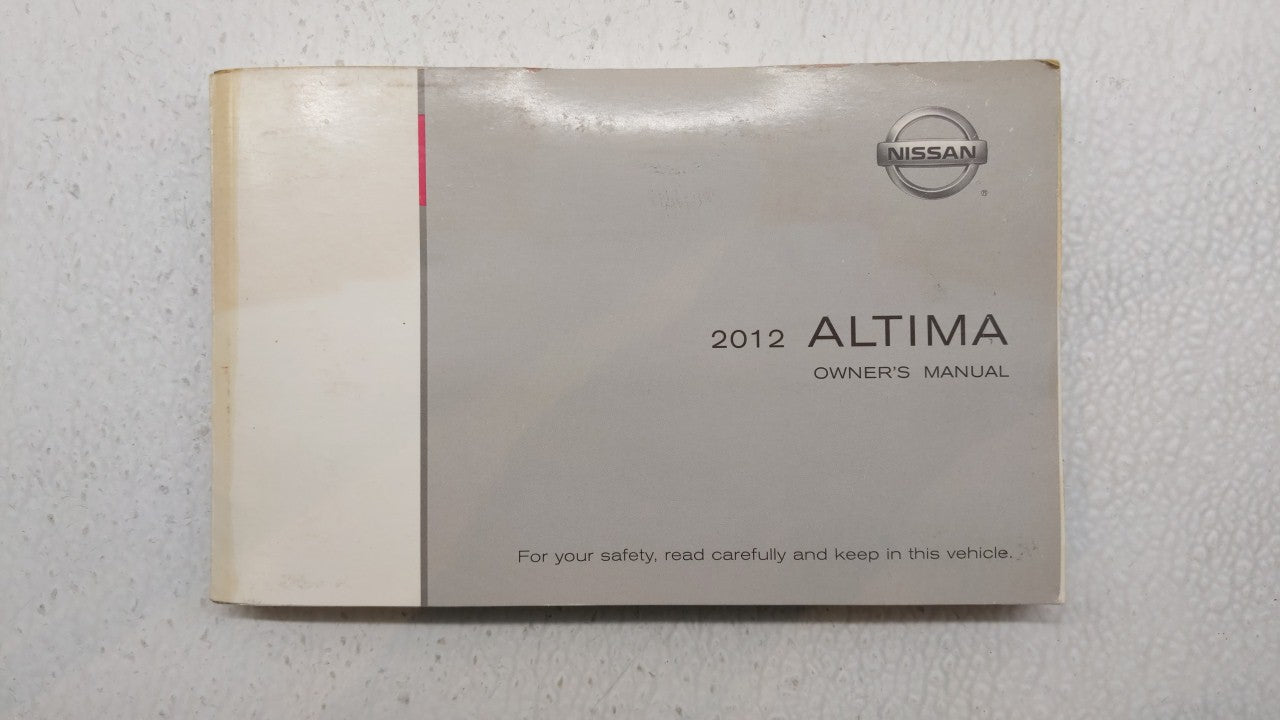 NISSAN
®
2012 ALTIMA
OWNER'S MANUAL
For your safety, read carefully and keep in this vehicle.